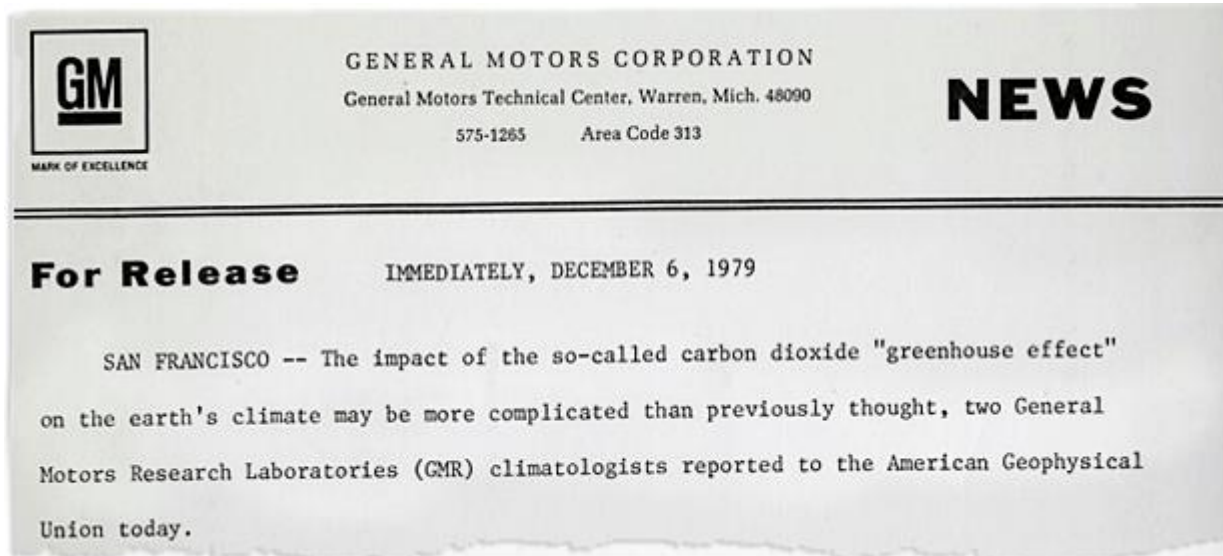 GM
MARK OF EXCELLENCE
GENERAL MOTORS CORPORATION
General Motors Technical Center, Warren, Mich. 48090
575-1265 Area Code 313
NEWS
For Release IMMEDIATELY, DECEMBER 6, 1979
SAN FRANCISCO -- The impact of the so-called carbon dioxide "greenhouse effect"
on the earth's climate may be more complicated than previously thought, two General
Motors Research Laboratories (GMR) climatologists reported to the American Geophysical
Union today.